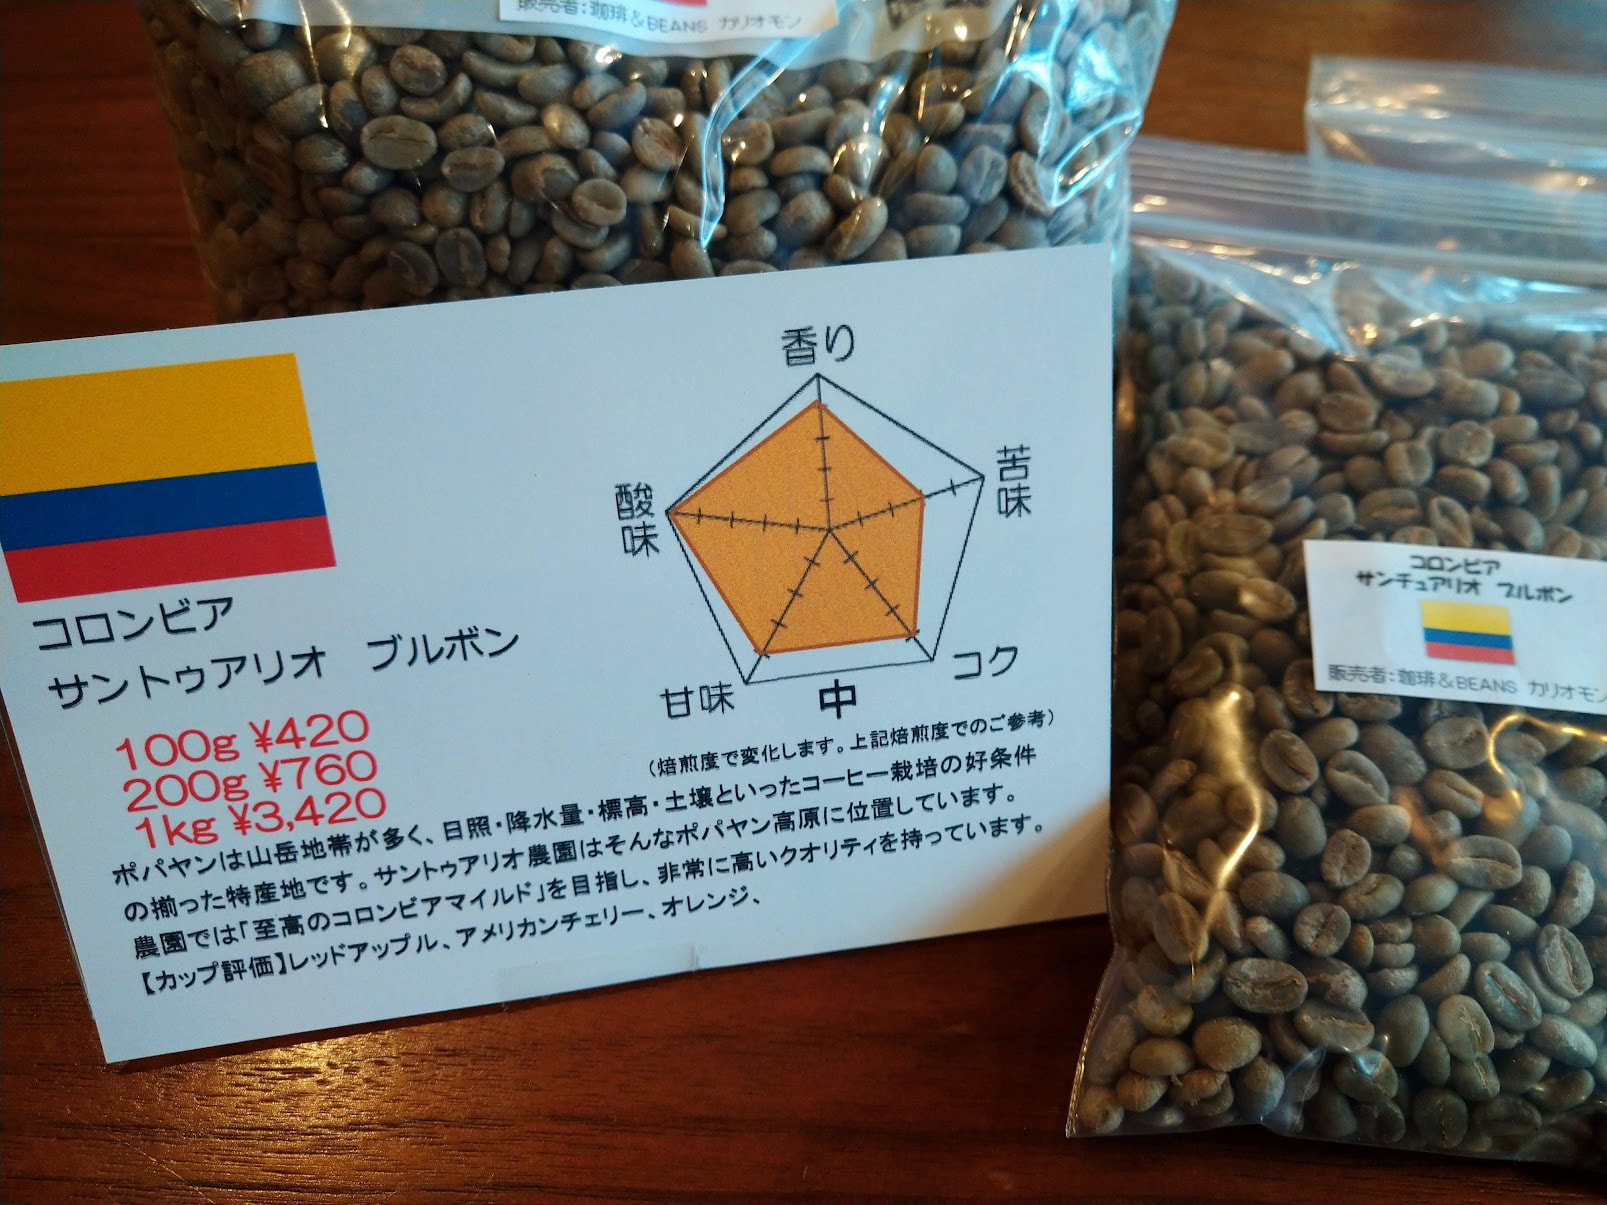 販売者:珈琲&BEANS カリオモン
コロンビア
サントゥアリオ ブルボン
100g ¥420
200g ¥760
1kg ¥3,420
香り
苦味
コク
甘味
酸味
中
(焙煎度で変化します。上記焙煎度でのご参考)
ポパヤンは山岳地帯が多く、日照・降水量・標高・土壌といったコーヒー栽培の好条件
の揃った特産地です。サントゥアリオ農園はそんなポパヤン高原に位置しています。
農園では「至高のコロンビアマイルド」を目指し、非常に高いクオリティを持っています。
【カップ評価】レッドアップル、アメリカンチェリー、オレンジ、
コロンビア
サンチュアリオ ブルボン
販売者:珈琲&BEANS カリオモン